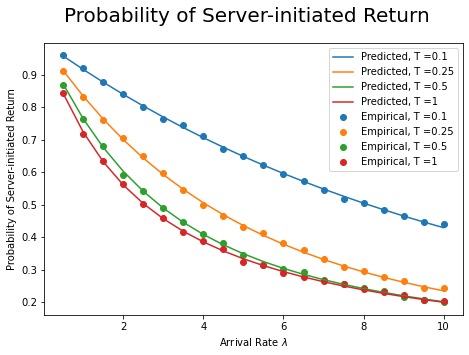 Probability of Server-initiated Return
Probability of Server-initiated Return
0.9
0.8
0.7
0.6
0.5
0.4
0.3
0.2
2
4
6
8
10
Arrival Rate λ
Predicted, T =0.1
Predicted, T =0.25
Predicted, T =0.5
Predicted, T =1
Empirical, T =0.1
Empirical, T =0.25
Empirical, T =0.5
Empirical, T =1